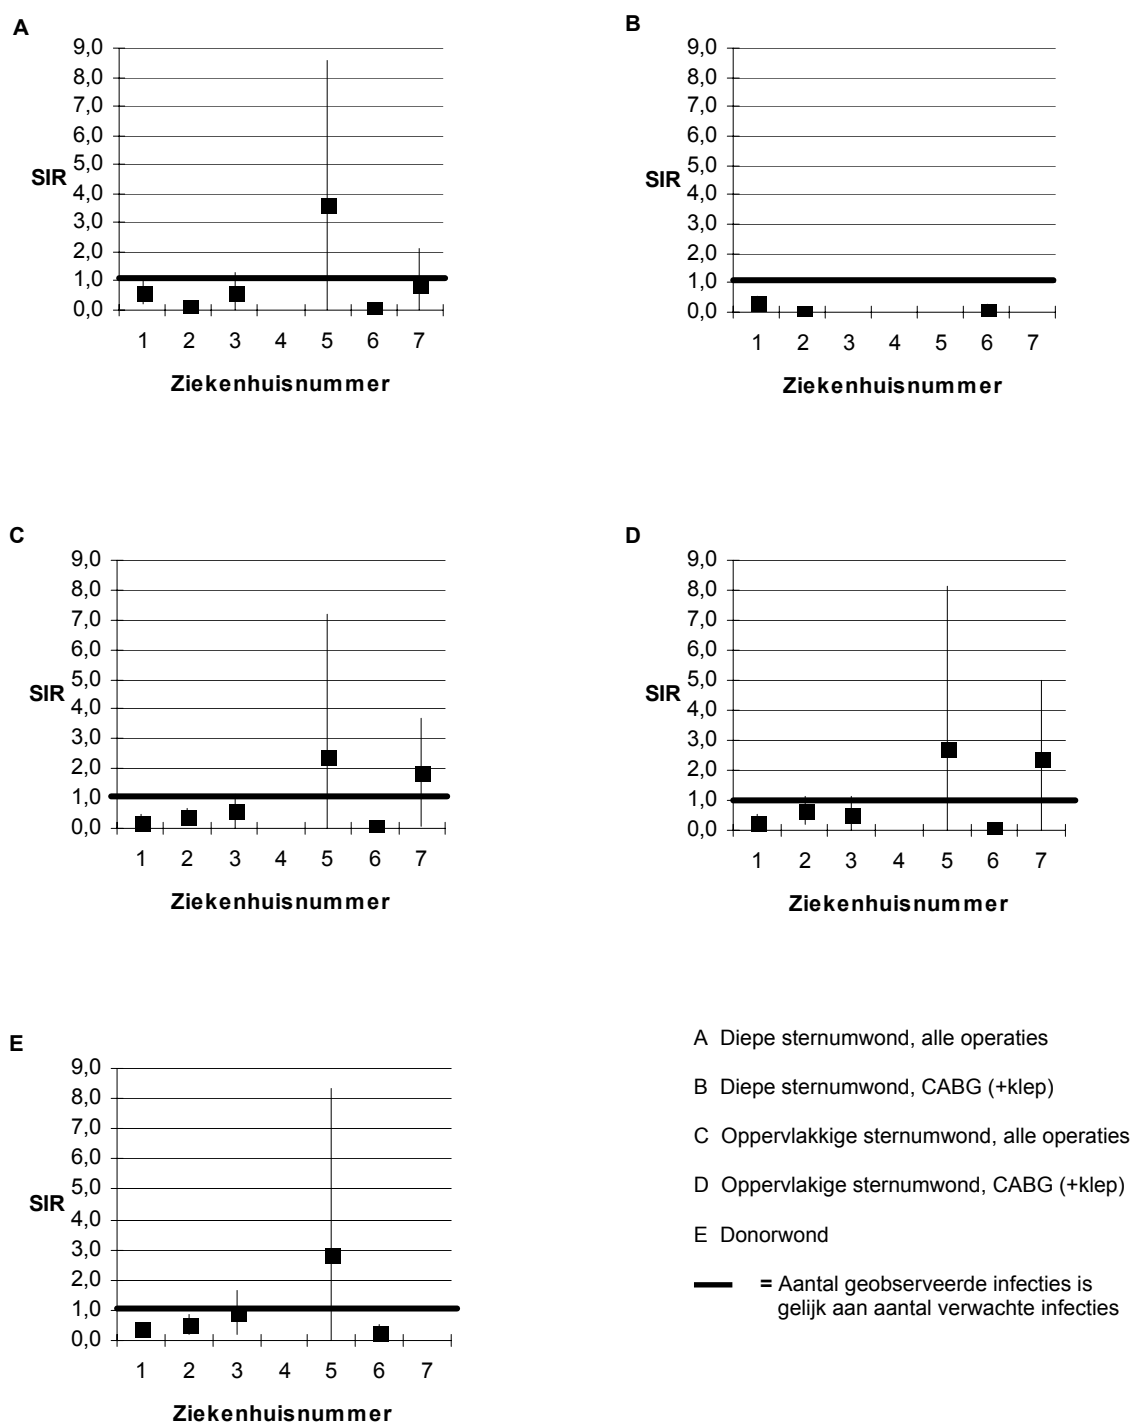 A
9,0
8,0
7,0
6,0
5,0
SIR
4,0
3,0
2,0
1,0
0,0
1 2 3 4 5 6 7
Ziekenhuisnummer
B
9,0
8,0
7,0
6,0
5,0
SIR
4,0
3,0
2,0
1,0
0,0
1 2 3 4 5 6 7
Ziekenhuisnummer
C
9,0
8,0
7,0
6,0
5,0
SIR
4,0
3,0
2,0
1,0
0,0
1 2 3 4 5 6 7
Ziekenhuisnummer
D
9,0
8,0
7,0
6,0
5,0
SIR
4,0
3,0
2,0
1,0
0,0
1 2 3 4 5 6 7
Ziekenhuisnummer
E
9,0
8,0
7,0
6,0
5,0
SIR
4,0
3,0
2,0
1,0
0,0
1 2 3 4 5 6 7
Ziekenhuisnummer
A Diepe sternumwond, alle operaties
B Diepe sternumwond, CABG (+klep)
C Oppervlakkige sternumwond, alle operaties
D Oppervlakige sternumwond, CABG (+klep)
E Donorwond
= Aantal geobserveerde infecties is
gelijk aan aantal verwachte infecties